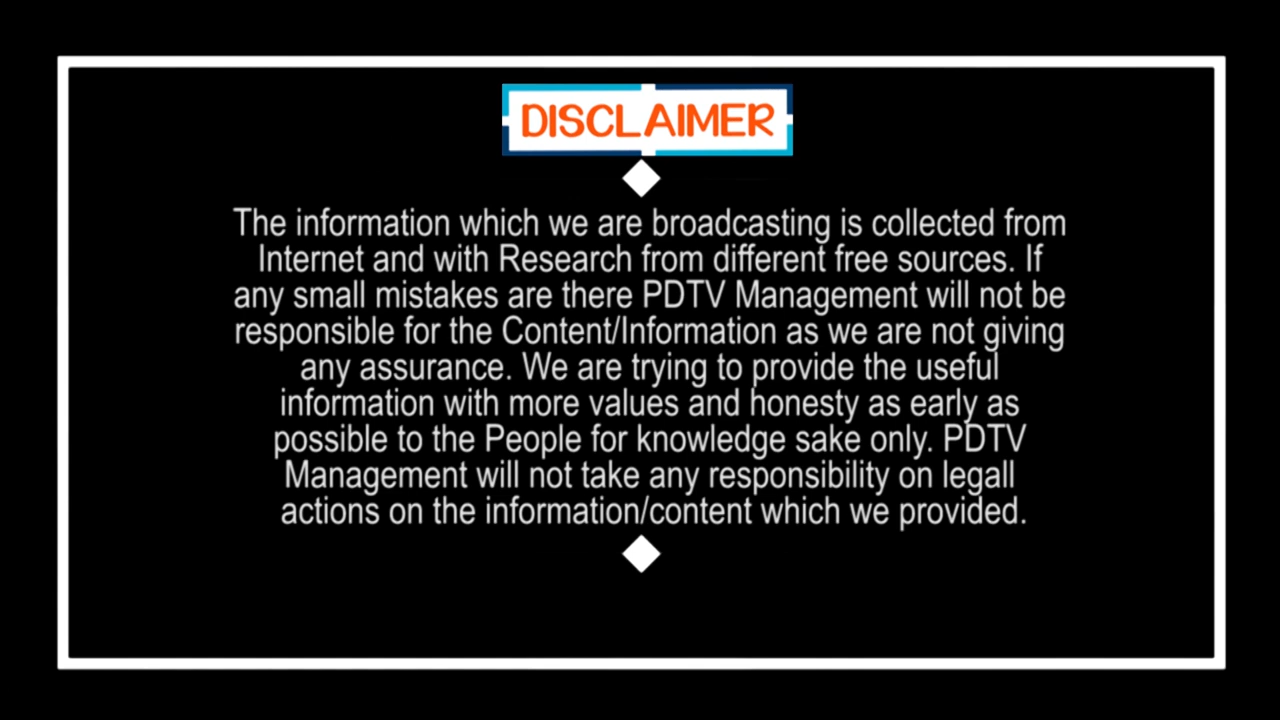 DISCLAIMER
The information which we are broadcasting is collected from
Internet and with Research from different free sources. If
any small mistakes are there PDTV Management will not be
responsible for the Content/Information as we are not giving
any assurance. We are trying to provide the useful
information with more values and honesty as early as
possible to the People for knowledge sake only. PDTV
Management will not take any responsibility on legall
actions on the information/content which we provided.